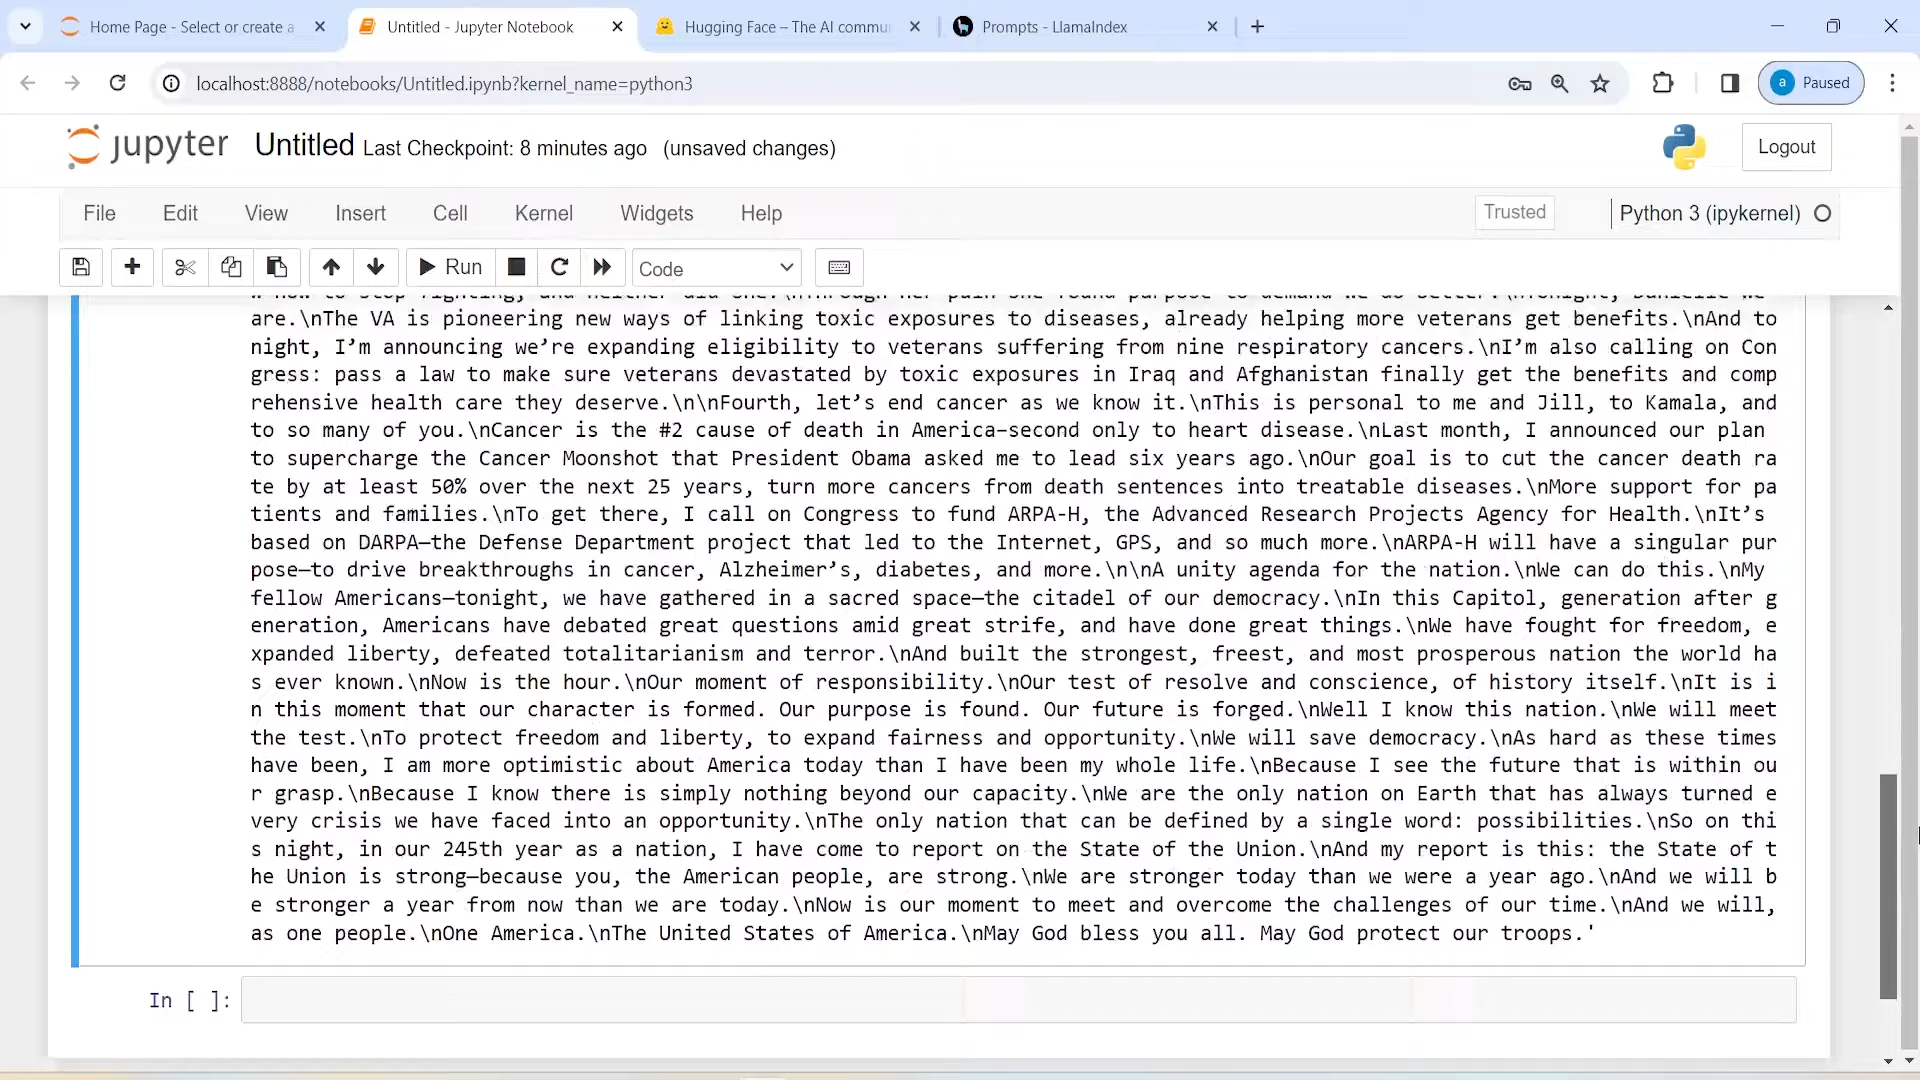 Home Page - Select or create a
Untitled - Jupyter Notebook
Hugging Face – The AI commu
Prompts - LlamaIndex
localhost:8888/notebooks/Untitled.ipynb?kernel_name=python3
a Paused
jupyter Untitled Last Checkpoint: 8 minutes ago (unsaved changes)
Logout
File Edit View Insert Cell Kernel Widgets Help
Trusted
Python 3 (ipykernel)
Run
Code
are.\nThe VA is pioneering new ways of linking toxic exposures to diseases, already helping more veterans get benefits.\nAnd to
night, I’m announcing we’re expanding eligibility to veterans suffering from nine respiratory cancers.\nI’m also calling on Con
gress: pass a law to make sure veterans devastated by toxic exposures in Iraq and Afghanistan finally get the benefits and comp
rehensive health care they deserve.\n\nFourth, let’s end cancer as we know it.\nThis is personal to me and Jill, to Kamala, and
to so many of you.\nCancer is the #2 cause of death in America–second only to heart disease.\nLast month, I announced our plan
to supercharge the Cancer Moonshot that President Obama asked me to lead six years ago.\nOur goal is to cut the cancer death ra
te by at least 50% over the next 25 years, turn more cancers from death sentences into treatable diseases.\nMore support for pa
tients and families.\nTo get there, I call on Congress to fund ARPA-H, the Advanced Research Projects Agency for Health.\nIt’s
based on DARPA—the Defense Department project that led to the Internet, GPS, and so much more.\nARPA-H will have a singular pur
pose—to drive breakthroughs in cancer, Alzheimer’s, diabetes, and more.\n\nA unity agenda for the nation.\nWe can do this.\nMy
fellow Americans—tonight, we have gathered in a sacred space—the citadel of our democracy.\nIn this Capitol, generation after g
eneration, Americans have debated great questions amid great strife, and have done great things.\nWe have fought for freedom, e
xpanded liberty, defeated totalitarianism and terror.\nAnd built the strongest, freest, and most prosperous nation the world ha
s ever known.\nNow is the hour.\nOur moment of responsibility.\nOur test of resolve and conscience, of history itself.\nIt is i
n this moment that our character is formed. Our purpose is found. Our future is forged.\nWell I know this nation.\nWe will meet
the test.\nTo protect freedom and liberty, to expand fairness and opportunity.\nWe will save democracy.\nAs hard as these times
have been, I am more optimistic about America today than I have been my whole life.\nBecause I see the future that is within ou
r grasp.\nBecause I know there is simply nothing beyond our capacity.\nWe are the only nation on Earth that has always turned e
very crisis we have faced into an opportunity.\nThe only nation that can be defined by a single word: possibilities.\nSo on thi
s night, in our 245th year as a nation, I have come to report on the State of the Union.\nAnd my report is this: the State of t
he Union is strong—because you, the American people, are strong.\nWe are stronger today than we were a year ago.\nAnd we will b
e stronger a year from now than we are today.\nNow is our moment to meet and overcome the challenges of our time.\nAnd we will,
as one people.\nOne America.\nThe United States of America.\nMay God bless you all. May God protect our troops.'
In [ ]: